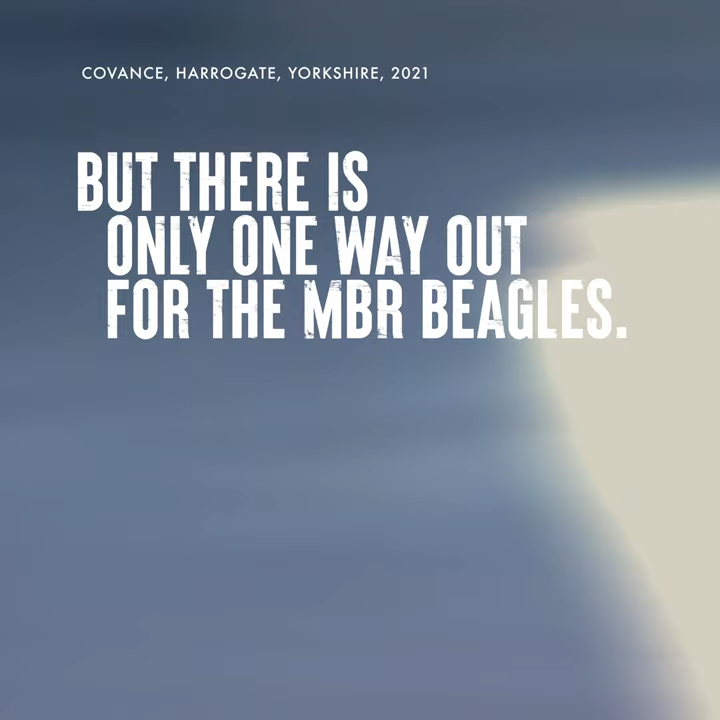 COVANCE, HARROGATE, YORKSHIRE, 2021
BUT THERE IS
ONLY ONE WAY OUT
FOR THE MBR BEAGLES.